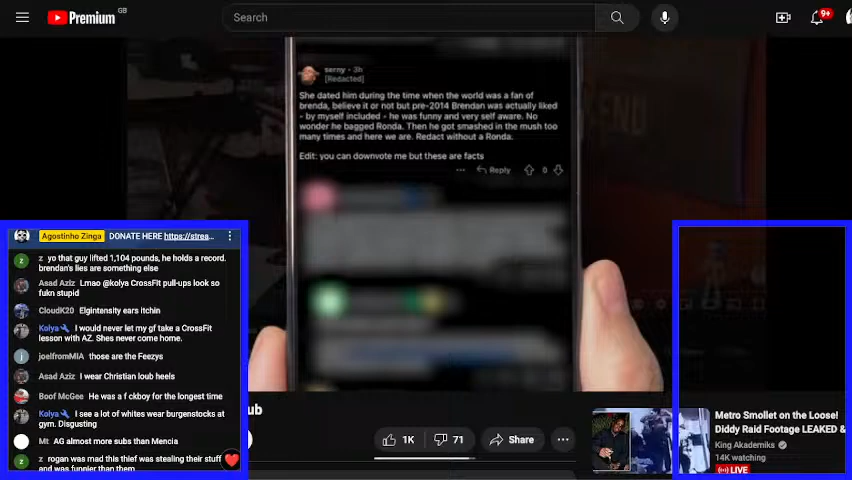 Premium GB
Search
9+
serny · 3h
[Redacted]
She dated him during the time when the world was a fan of
brenda, believe it or not but pre-2014 Brendan was actually liked
- by myself included - he was funny and very self aware. No
wonder he bagged Ronda. Then he got smashed in the mush too
many times and here we are. Redact without a Ronda.
Edit: you can downvote me but these are facts
... Reply 0
Agostinho Zinga DONATE HERE https://strea...
z yo that guy lifted 1,104 pounds, he holds a record.
brendan's lies are something else
Asad Aziz Lmao @kolya CrossFit pull-ups look so
fukn stupid
CloudK20 Elgintensity ears itchin
Kolya I would never let my gf take a CrossFit
lesson with AZ. Shes never come home.
joelfromMIA those are the Feezys
Asad Aziz I wear Christian loub heels
Boof McGee He was a f ckboy for the longest time
Kolya I see a lot of whites wear burgenstocks at
gym. Disgusting
Mt AG almost more subs than Mencia
z rogan was mad this thief was stealing their stuff
and was funnier than them
ub
1K
71
Share
...
Metro Smollet on the Loose!
Diddy Raid Footage LEAKED &
King Akademiks
14K watching
LIVE